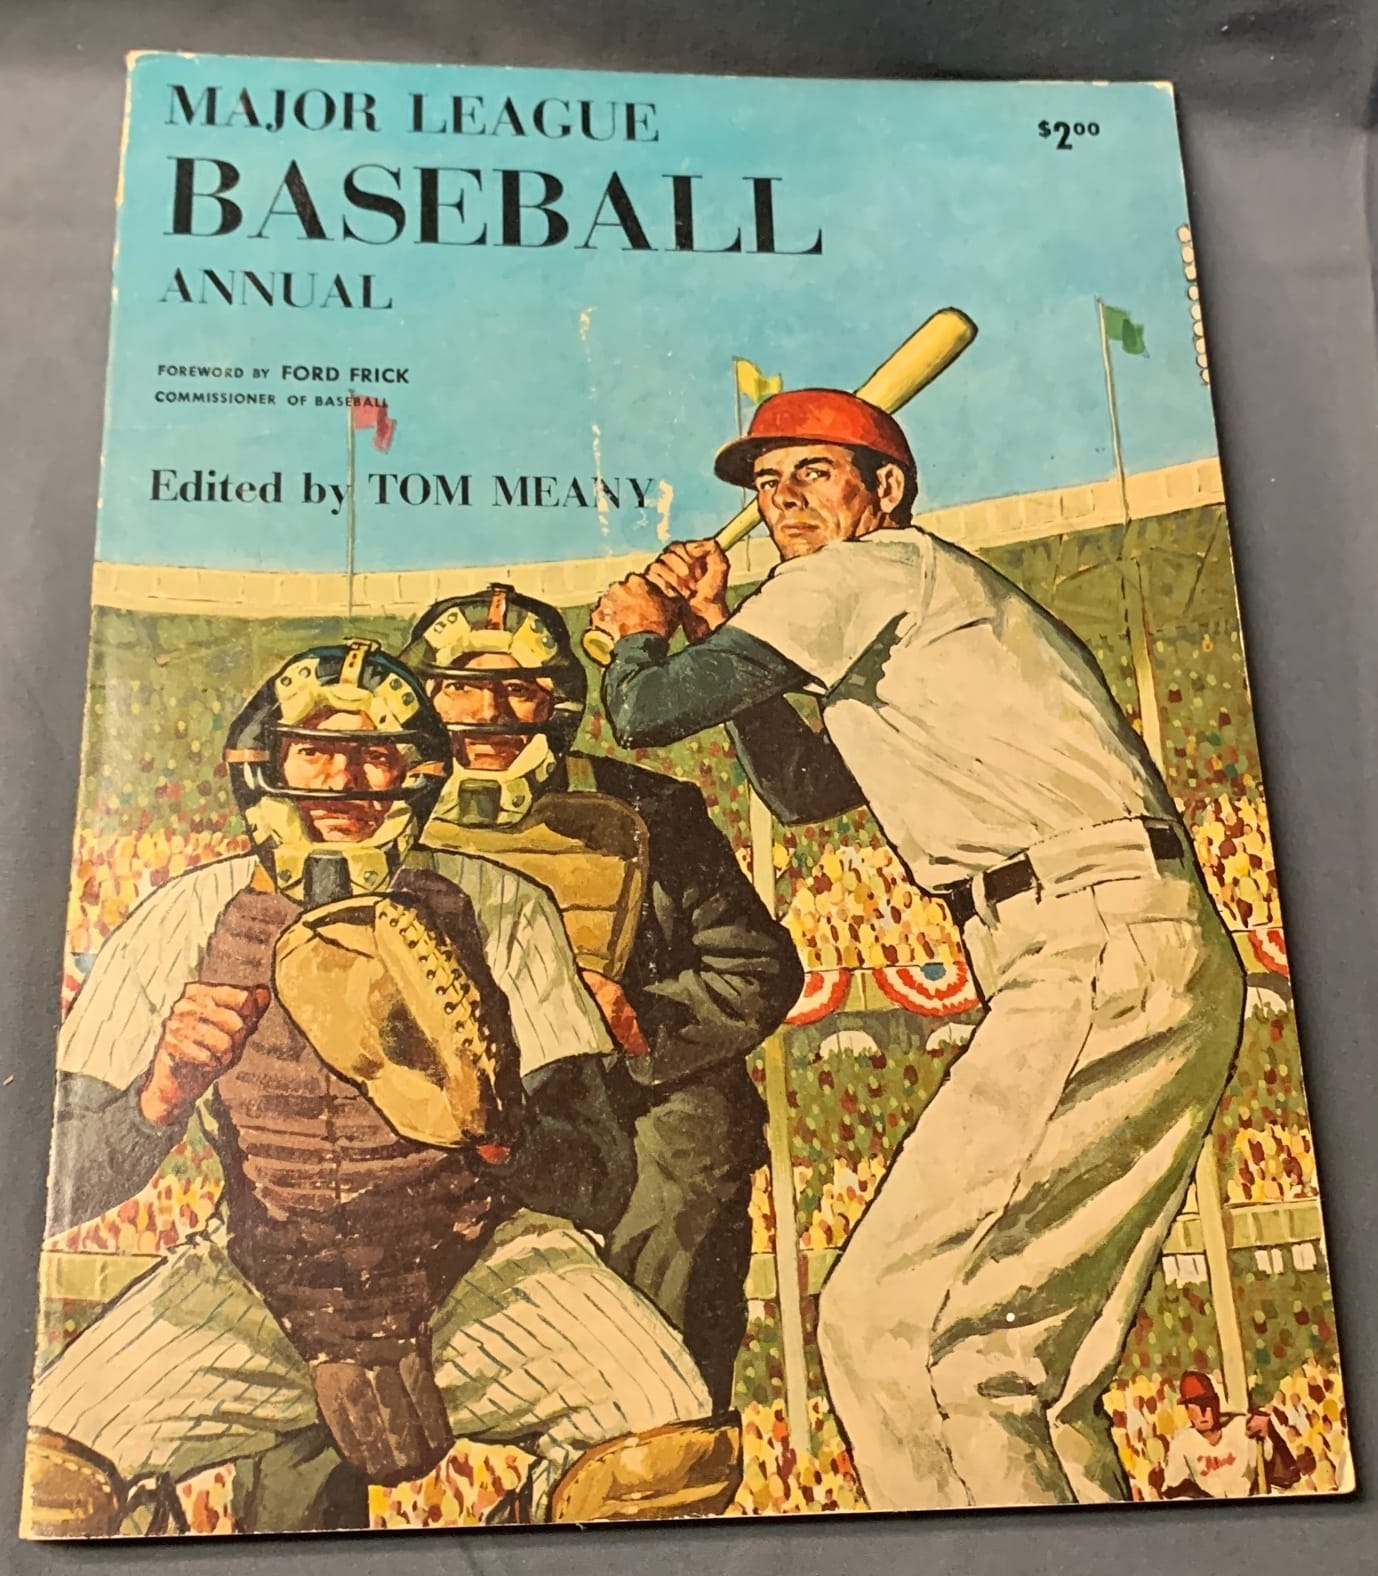 MAJOR LEAGUE
$2.00
BASEBALL
ANNUAL
FOREWORD BY FORD FRICK
COMMISSIONER OF BASEBALL
Edited by TOM MEANY